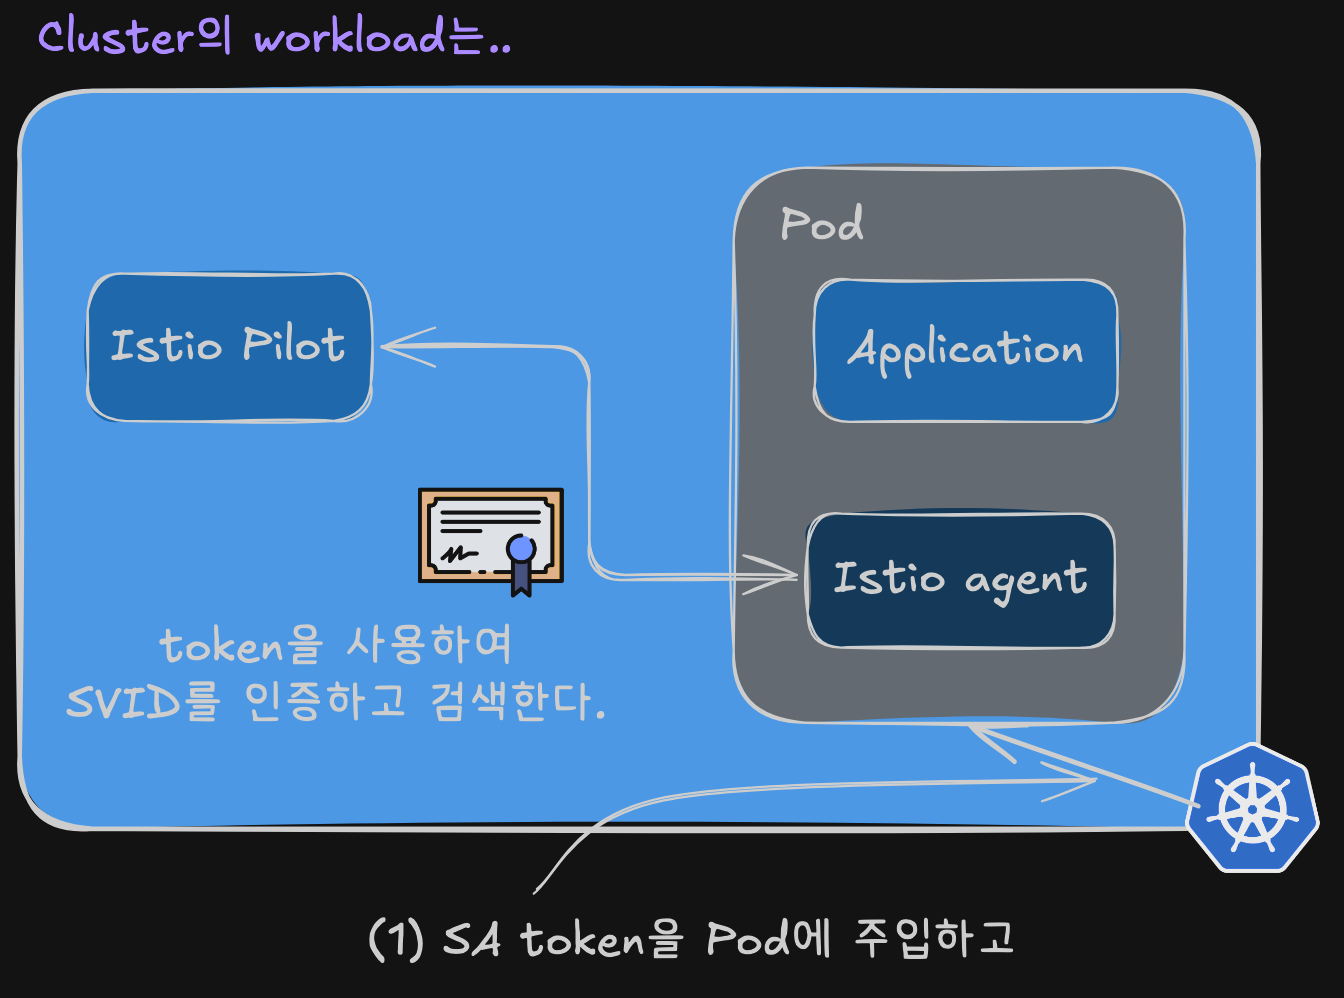 Cluster의 workload는..
Pod
Istio Pilot
Application
Istio agent
token을 사용하여
SVID를 인증하고 검색한다.
(1) SA token을 Pod에 주입하고